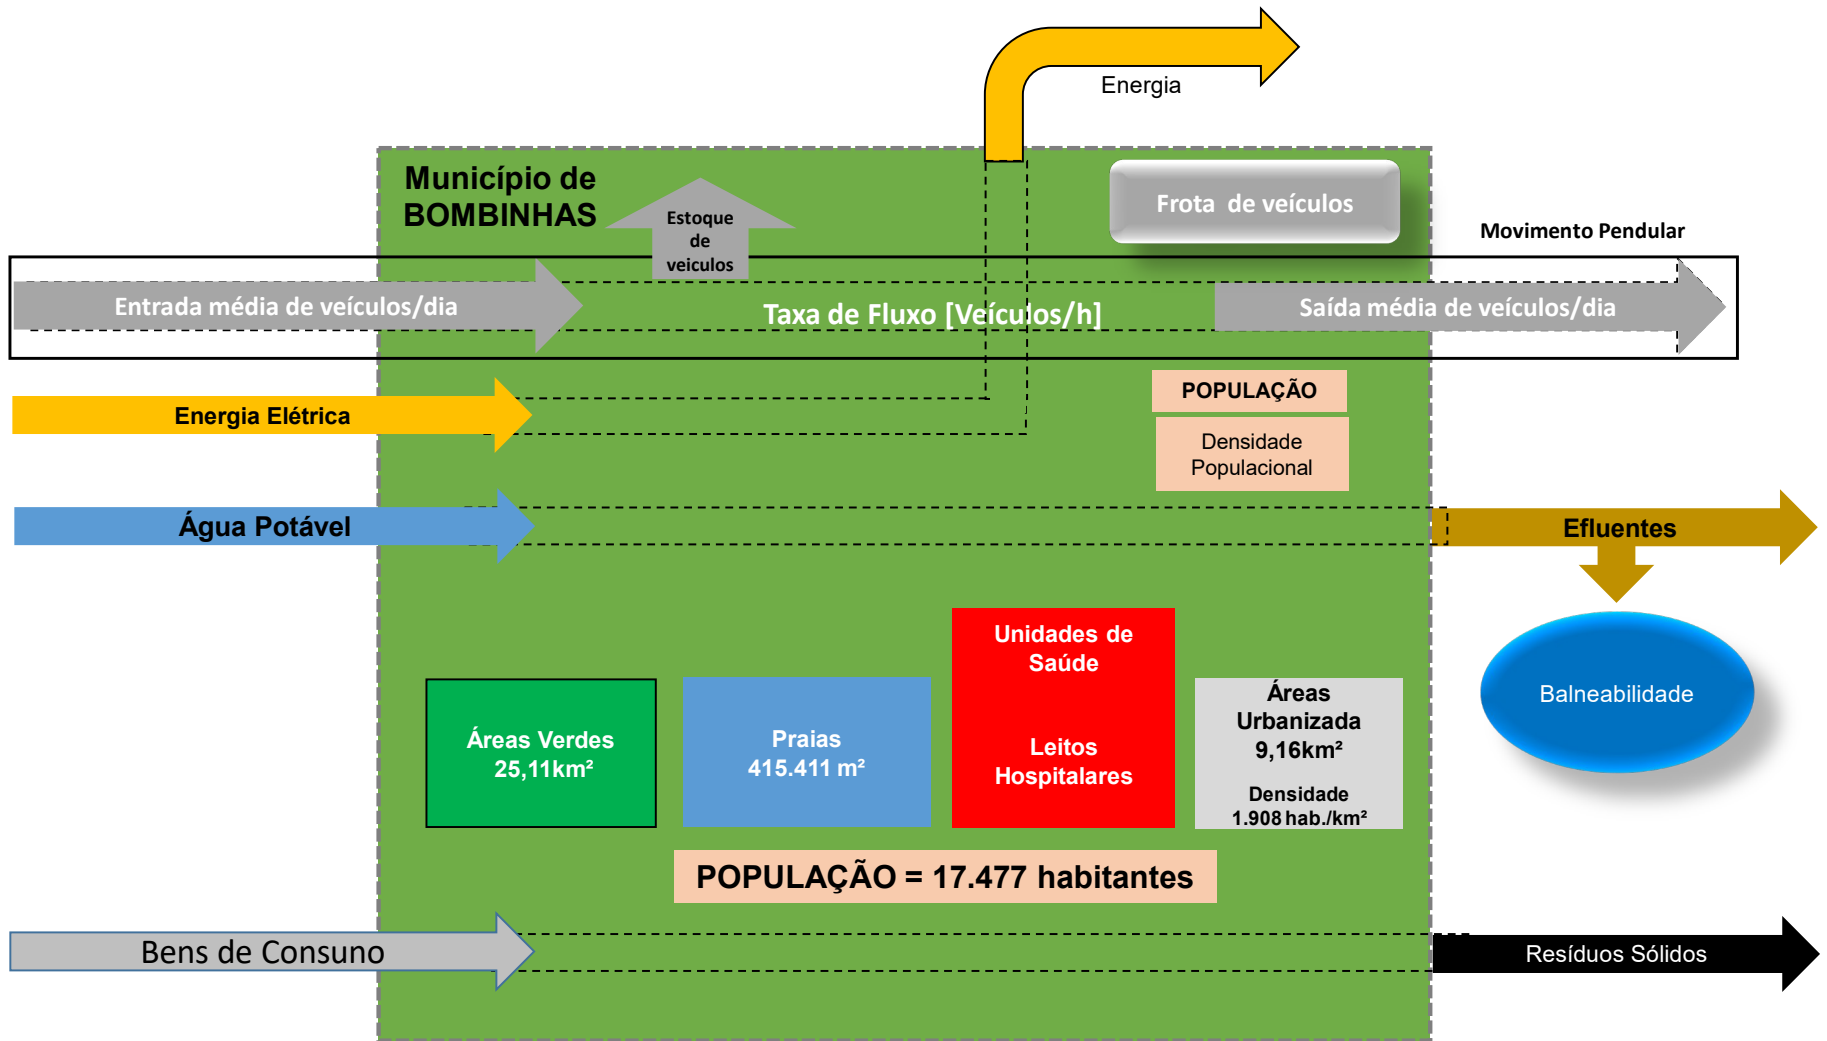 Energia
Município de
BOMBINHAS
Estoque
de
veiculos
Frota de veículos
Movimento Pendular
Entrada média de veículos/dia
Taxa de Fluxo [Veículos/h]
Saída média de veículos/dia
POPULAÇÃO
Energia Elétrica
Densidade
Populacional
Água Potável
Efluentes
Unidades de
Saúde
Leitos
Hospitalares
Áreas Verdes
25,11km²
Praias
415.411 m²
Áreas
Urbanizada
9,16km²
Densidade
1.908 hab./km²
Balneabilidade
POPULAÇÃO = 17.477 habitantes
Bens de Consuno
Resíduos Sólidos